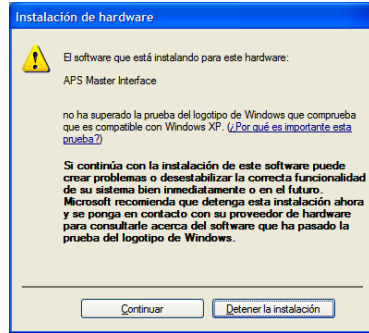 Instalación de hardware
El software que está instalando para este hardware:
APS Master Interface
no ha superado la prueba del logotipo de Windows que comprueba
que es compatible con Windows XP. (¿Por qué es importante esta
prueba?)
Si continúa con la instalación de este software puede
crear problemas o desestabilizar la correcta funcionalidad
de su sistema bien inmediatamente o en el futuro.
Microsoft recomienda que detenga esta instalación ahora
y se ponga en contacto con su proveedor de hardware
para consultarle acerca del software que ha pasado la
prueba del logotipo de Windows.
Continuar
Detener la instalación